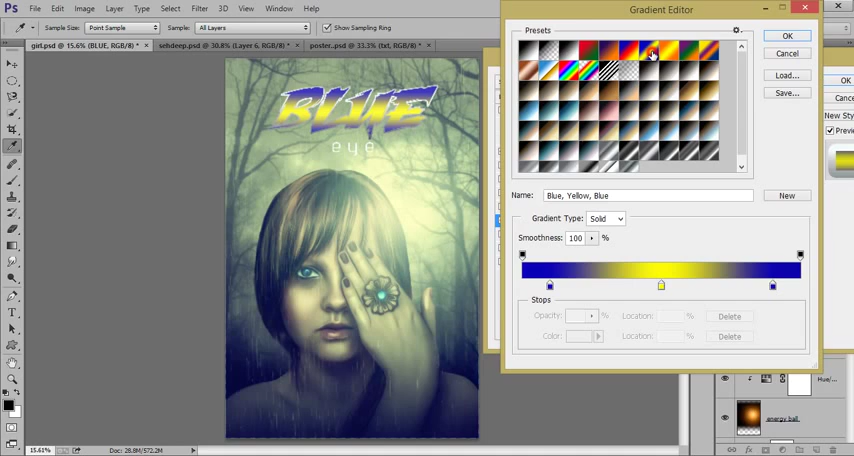 Ps File Edit Image Layer Type Select Filter 3D View Window Help
Gradient Editor
Sample Size: Point Sample Sample: All Layers Show Sampling Ring
girl.psd @ 15.6% (BLUE, RGB/8) * × sehdeep.psd @ 30.8% (Layer 6, RGB/8) * × poster..psd @ 33.3% (txt, RGB/8) * ×
Presets
OK
Cancel
Load...
Save...
BLUE
eye
OK
Cance
New Sty
Previe
Name: Blue, Yellow, Blue
New
Gradient Type: Solid
Smoothness: 100 %
Stops
Opacity: % Location: % Delete
Color: Location: % Delete
Hue/...
energy ball
15.61% Doc: 28.8M/572.2M
fx